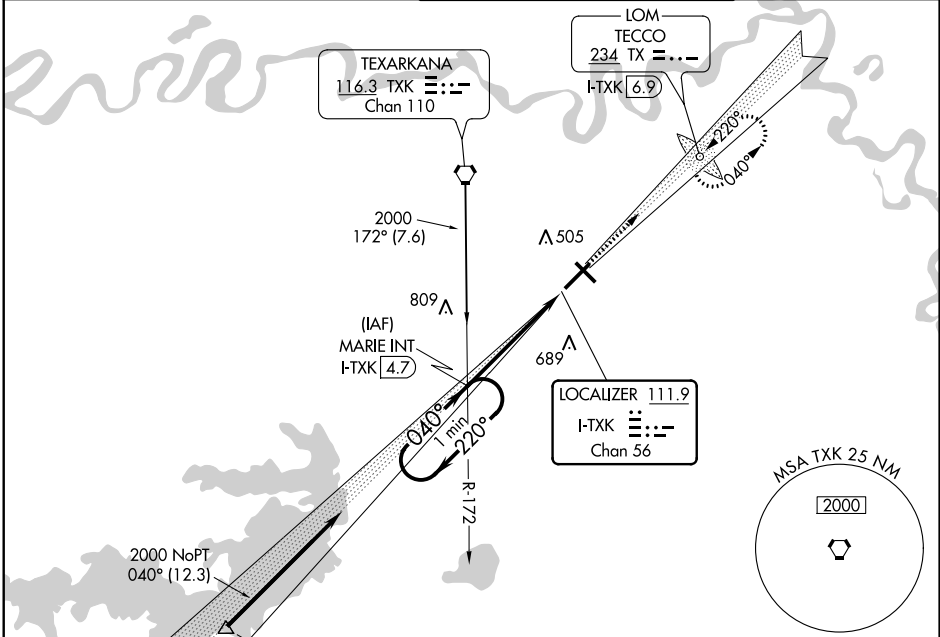 LOM
TECCO
234 TX
I-TXK 6.9
TEXARKANA
116.3 TXK
Chan 110
220°
040°
2000
172° (7.6)
505
809
(IAF)
MARIE INT
I-TXK 4.7
689
LOCALIZER 111.9
I-TXK
Chan 56
040°
1 min
220°
R-172
MSA TXK 25 NM
2000
2000 NoPT
040° (12.3)